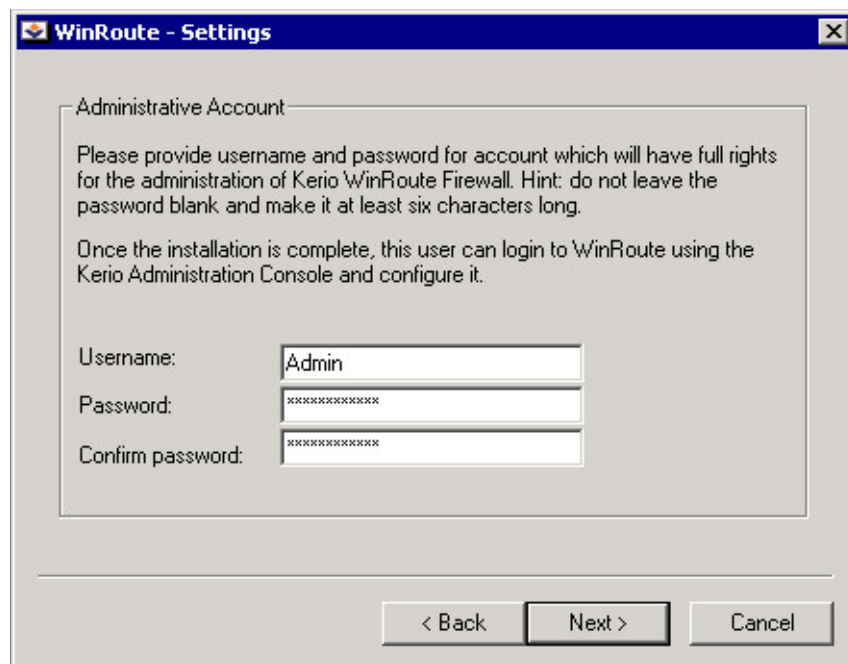 WinRoute - Settings
Administrative Account
Please provide username and password for account which will have full rights
for the administration of Kerio WinRoute Firewall. Hint: do not leave the
password blank and make it at least six characters long.
Once the installation is complete, this user can login to WinRoute using the
Kerio Administration Console and configure it.
Username:
Admin
Password:
************
Confirm password:
************
< Back
Next >
Cancel